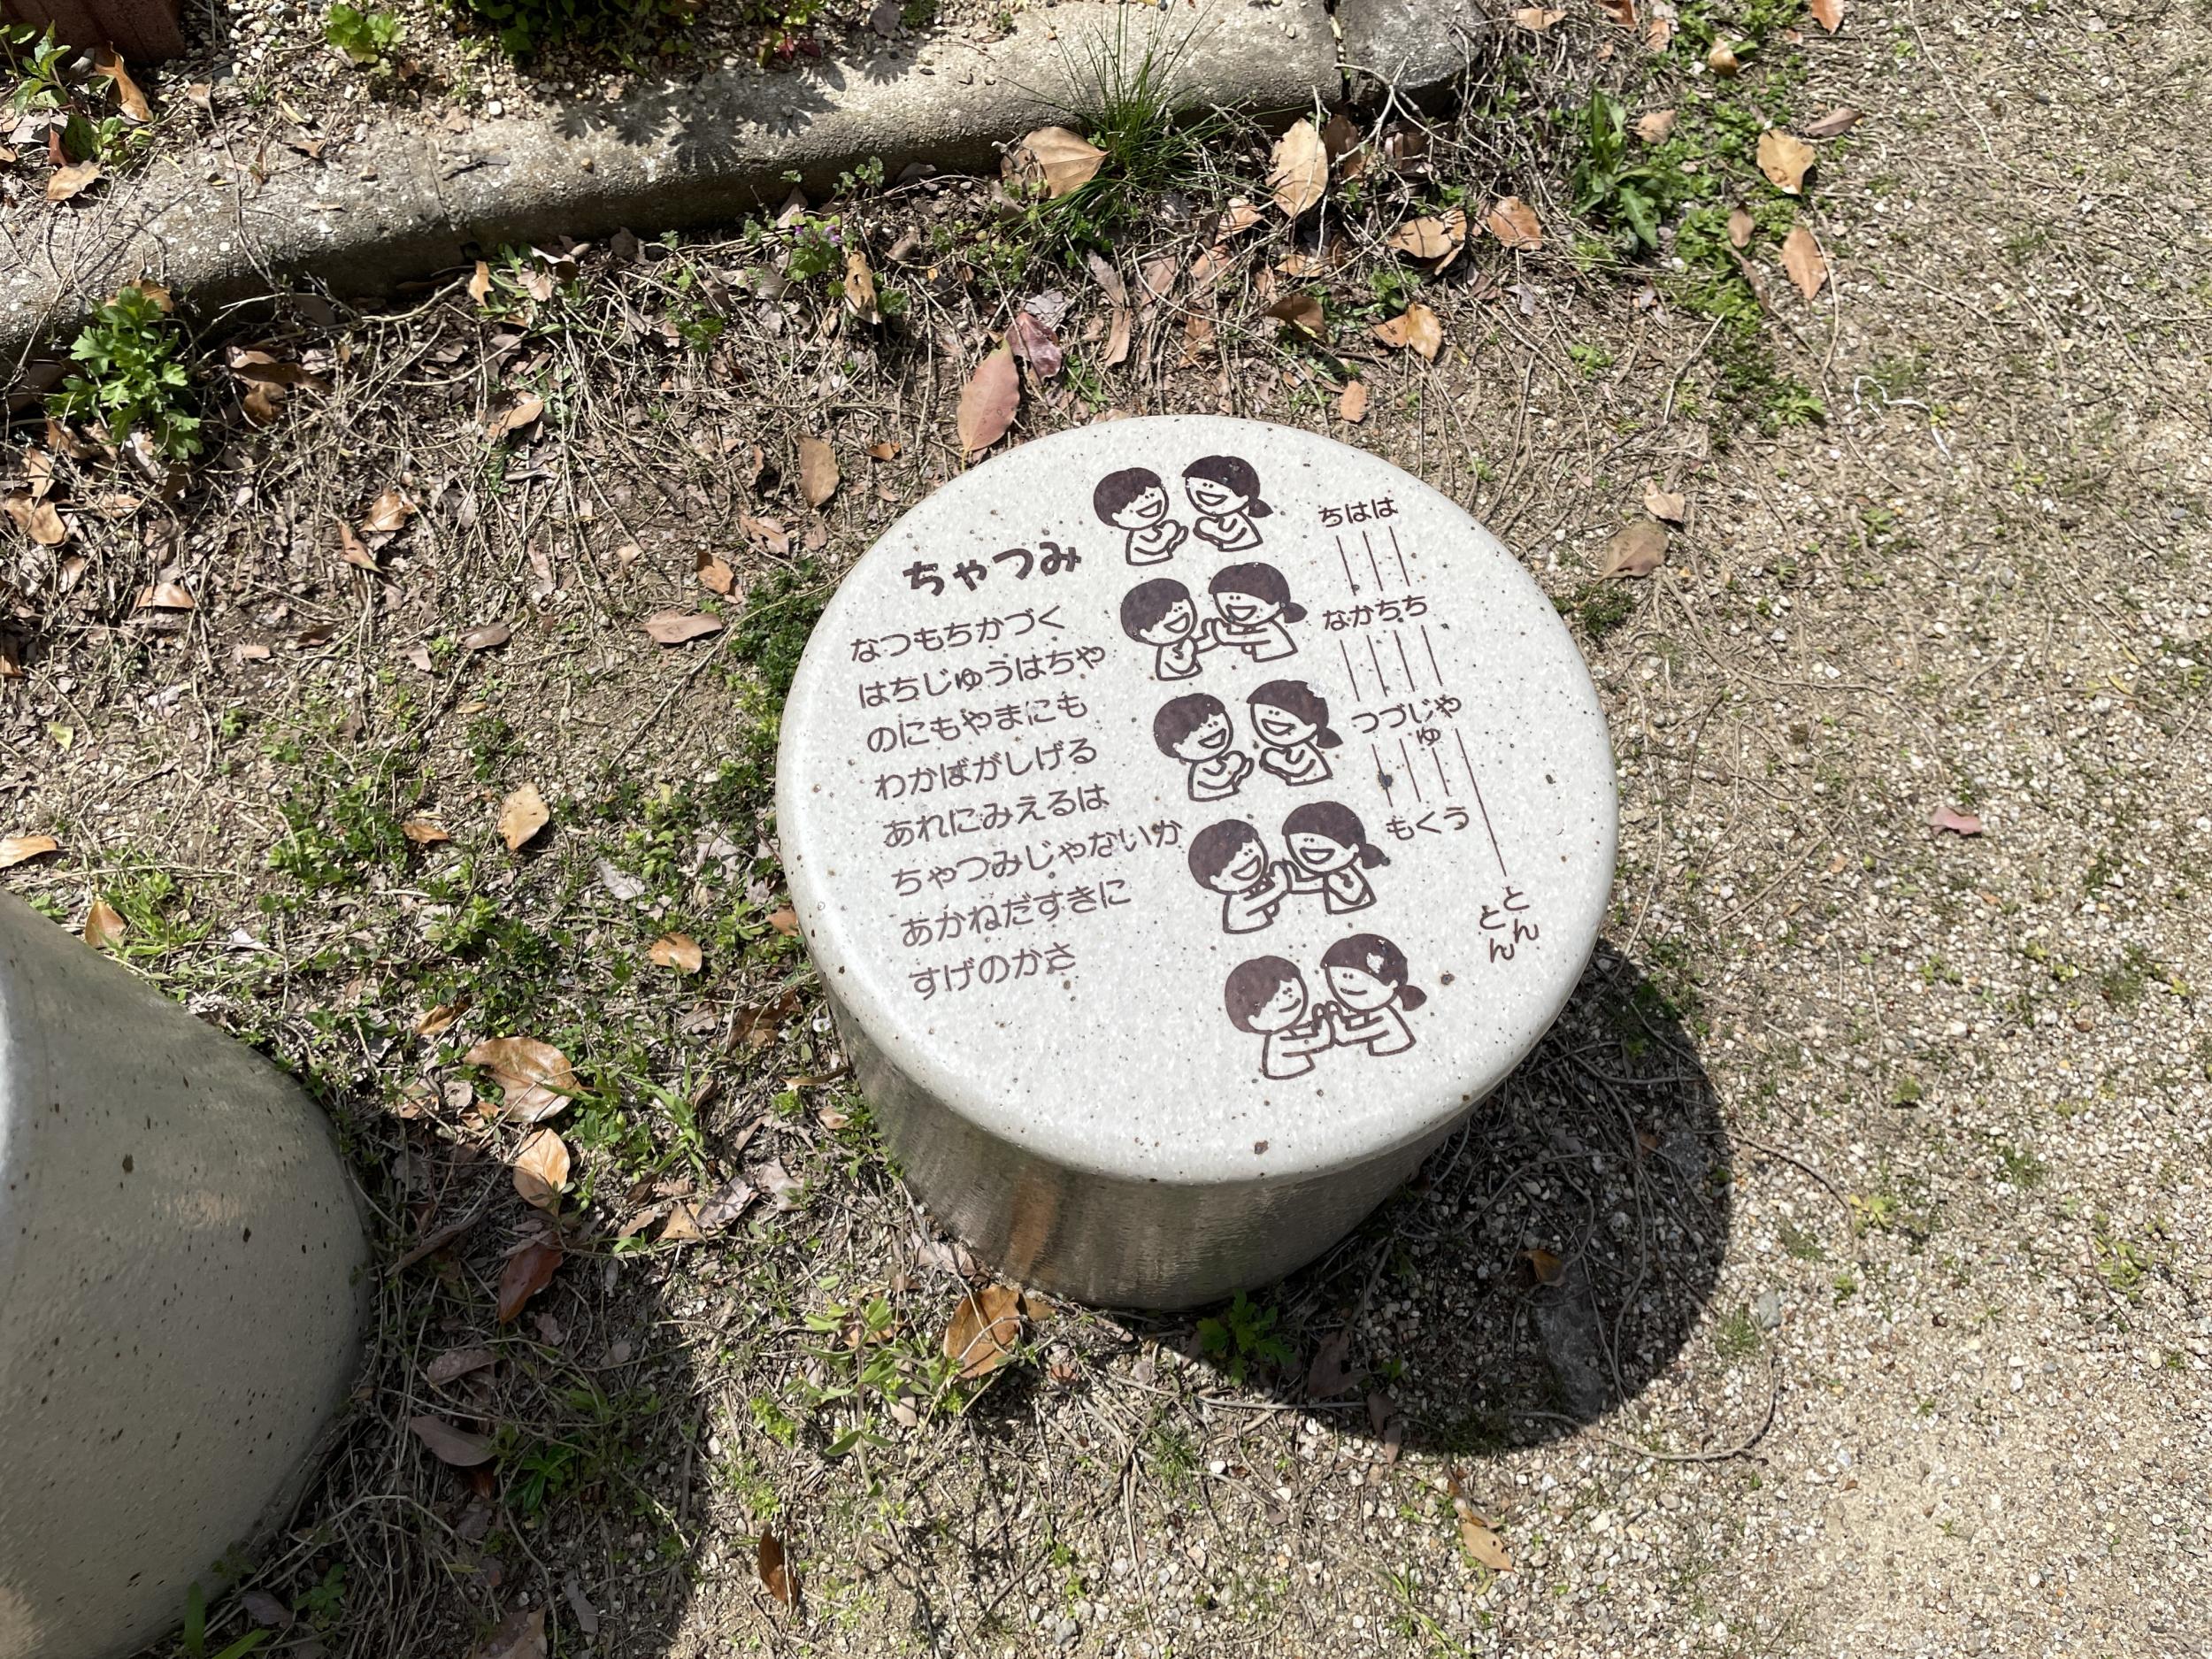 ちゃつみ
なつもちかづく
はちじゅうはちや
のにもやまにも
わかばがしげる
あれにみえるは
ちゃつみじゃないか
あかねだすきに
すげのかさ
ちはは
なかちち
つづじゅや
もくう
とんとん